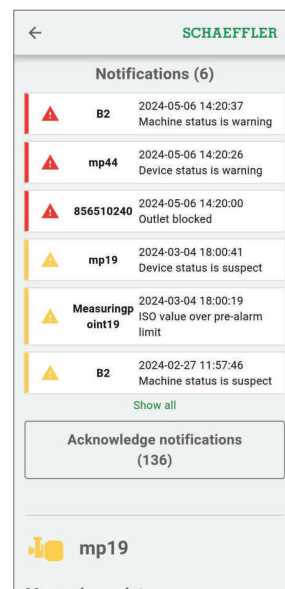 SCHAEFFLER
Notifications (6)
B2
2024-05-06 14:20:37
Machine status is warning
mp44
2024-05-06 14:20:26
Device status is warning
856510240
2024-05-06 14:20:00
Outlet blocked
mp19
2024-03-04 18:00:41
Device status is suspect
Measuringp
oint19
2024-03-04 18:00:19
ISO value over pre-alarm
limit
B2
2024-02-27 11:57:46
Machine status is suspect
Show all
Acknowledge notifications
(136)
mp19